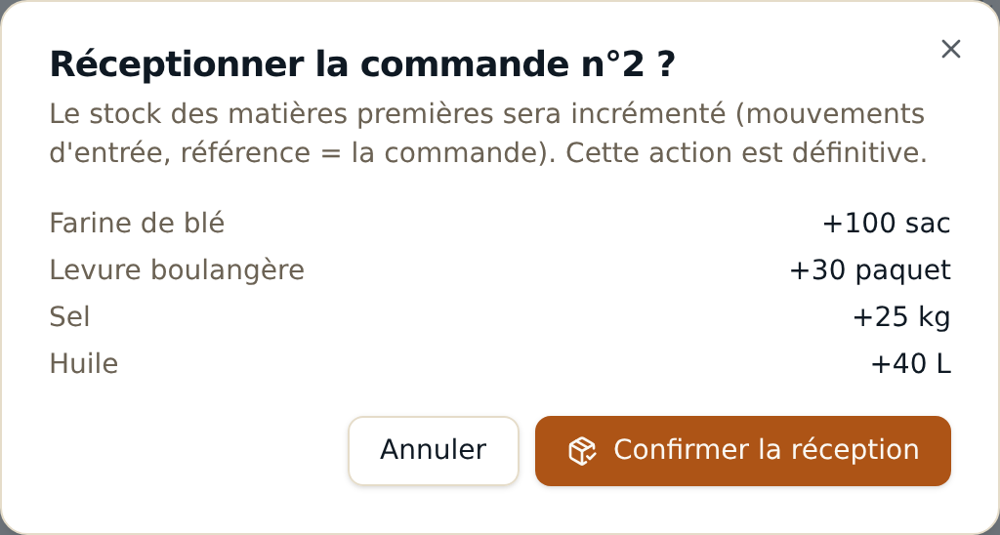 Réceptionner la commande n°2 ?
Le stock des matières premières sera incrémenté (mouvements
d'entrée, référence = la commande). Cette action est définitive.
Farine de blé +100 sac
Levure boulangère +30 paquet
Sel +25 kg
Huile +40 L
Annuler Confirmer la réception